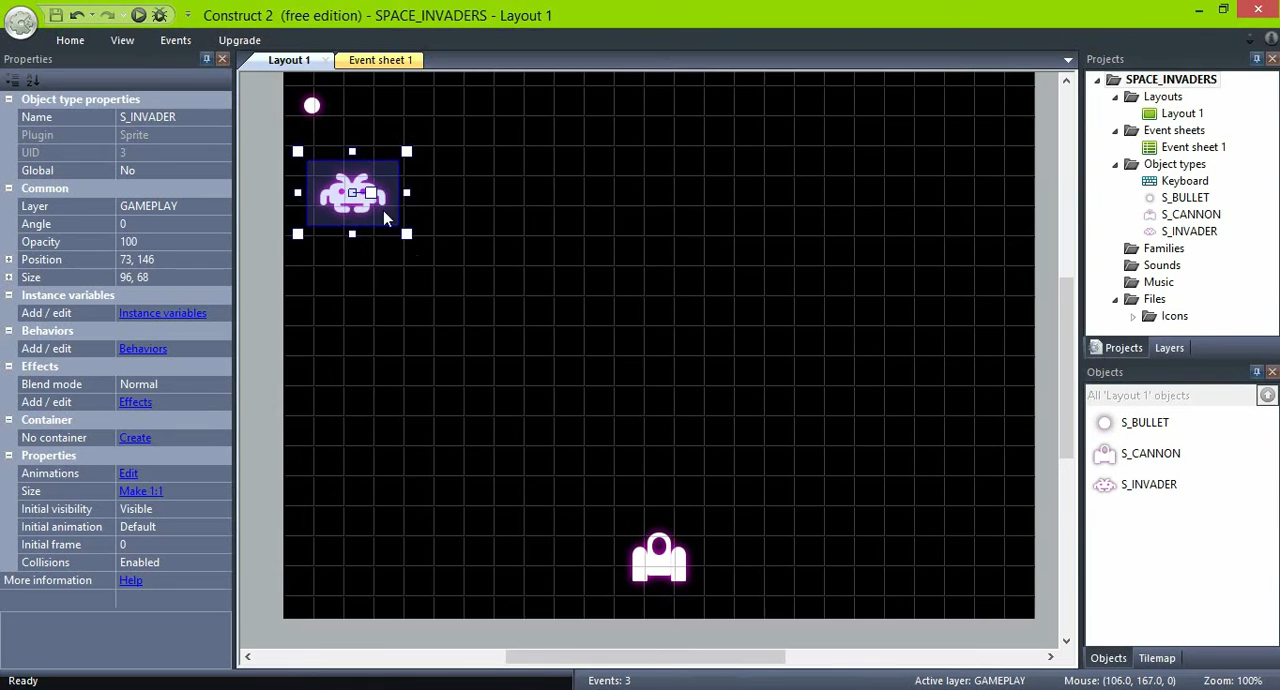 Construct 2 (free edition) - SPACE_INVADERS - Layout 1
Home View Events Upgrade
Properties
Object type properties
Name S_INVADER
Plugin Sprite
UID 3
Global No
Common
Layer GAMEPLAY
Angle 0
Opacity 100
Position 73, 146
Size 96, 68
Instance variables
Add / edit Instance variables
Behaviors
Add / edit Behaviors
Effects
Blend mode Normal
Add / edit Effects
Container
No container Create
Properties
Animations Edit
Size Make 1:1
Initial visibility Visible
Initial animation Default
Initial frame 0
Collisions Enabled
More information Help
Layout 1 Event sheet 1
Projects
SPACE_INVADERS
Layouts
Layout 1
Event sheets
Event sheet 1
Object types
Keyboard
S_BULLET
S_CANNON
S_INVADER
Families
Sounds
Music
Files
Icons
Projects Layers
Objects
All 'Layout 1' objects
S_BULLET
S_CANNON
S_INVADER
Objects Tilemap
Ready Events: 3 Active layer: GAMEPLAY Mouse: (106.0, 167.0, 0) Zoom: 100%